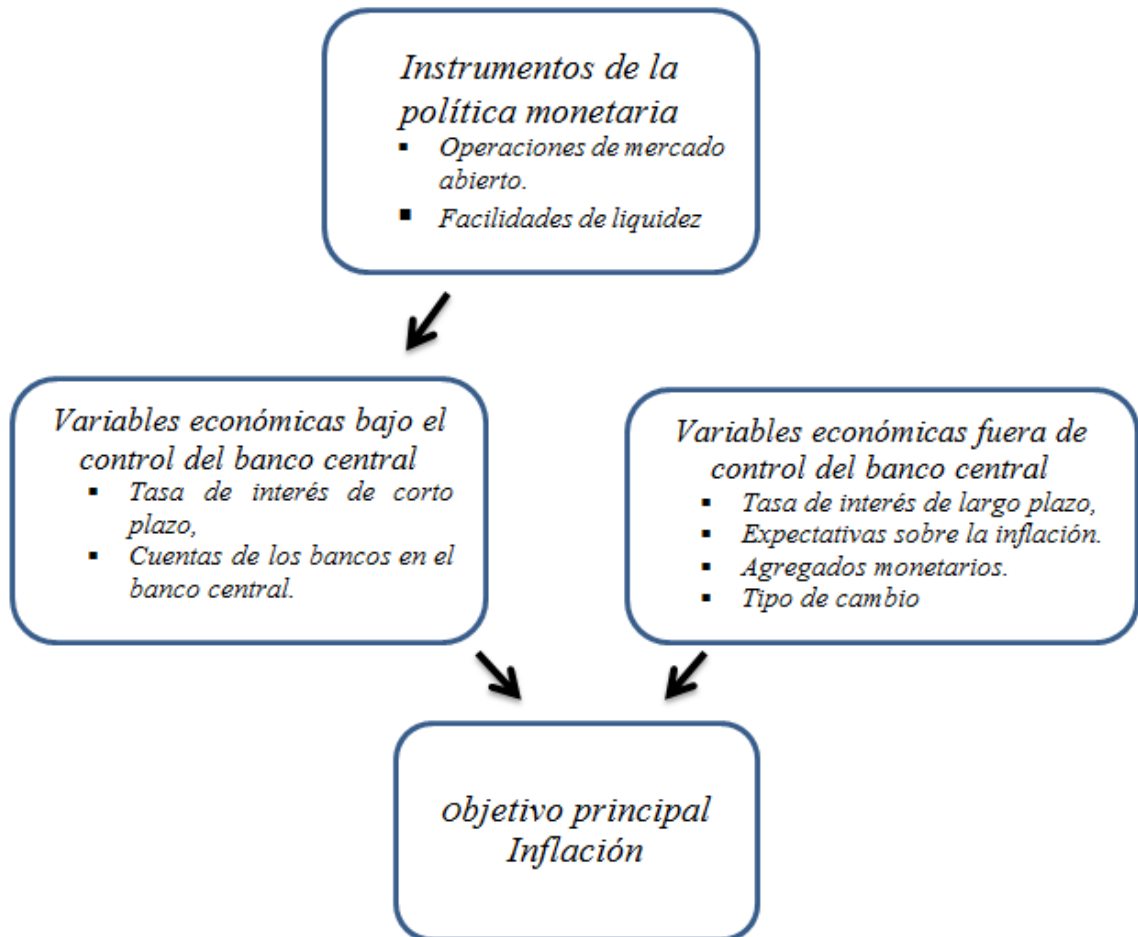 Instrumentos de la
política monetaria
▪ Operaciones de mercado
abierto.
▪ Facilidades de liquidez
Variables económicas bajo el
control del banco central
▪ Tasa de interés de corto
plazo,
▪ Cuentas de los bancos en el
banco central.
Variables económicas fuera de
control del banco central
▪ Tasa de interés de largo plazo,
▪ Expectativas sobre la inflación.
▪ Agregados monetarios.
▪ Tipo de cambio
Objetivo principal
Inflación